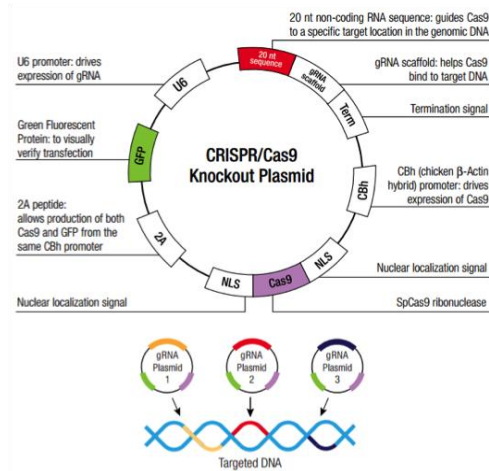 20 nt non-coding RNA sequence: guides Cas9
to a specific target location in the genomic DNA
U6 promoter: drives
expression of gRNA
20 nt
sequence
gRNA
scaffold
gRNA scaffold: helps Cas9
bind to target DNA
U6
Term
Termination signal
Green Fluorescent
Protein: to visually
verify transfection
GFP
CRISPR/Cas9
Knockout Plasmid
CBh
CBh (chicken β-Actin
hybrid) promoter: drives
expression of Cas9
2A peptide:
allows production of both
Cas9 and GFP from the
same CBh promoter
2A
NLS
Cas9
NLS
Nuclear localization signal
Nuclear localization signal
SpCas9 ribonuclease
gRNA
Plasmid
1
gRNA
Plasmid
2
gRNA
Plasmid
3
Targeted DNA